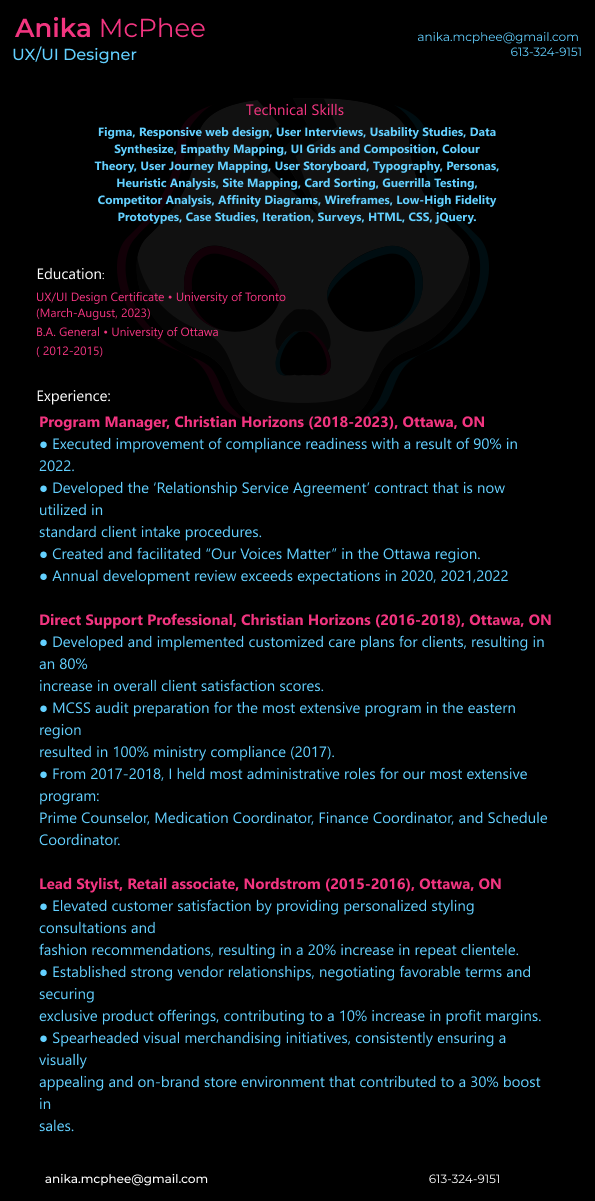 Anika McPhee
UX/UI Designer
anika.mcphee@gmail.com
613-324-9151
Technical Skills
Figma, Responsive web design, User Interviews, Usability Studies, Data
Synthesize, Empathy Mapping, UI Grids and Composition, Colour
Theory, User Journey Mapping, User Storyboard, Typography, Personas,
Heuristic Analysis, Site Mapping, Card Sorting, Guerrilla Testing,
Competitor Analysis, Affinity Diagrams, Wireframes, Low-High Fidelity
Prototypes, Case Studies, Iteration, Surveys, HTML, CSS, jQuery.
Education:
UX/UI Design Certificate • University of Toronto
(March-August, 2023)
B.A. General • University of Ottawa
( 2012-2015)
Experience:
Program Manager, Christian Horizons (2018-2023), Ottawa, ON
● Executed improvement of compliance readiness with a result of 90% in
2022.
● Developed the ‘Relationship Service Agreement’ contract that is now
utilized in
standard client intake procedures.
● Created and facilitated “Our Voices Matter” in the Ottawa region.
● Annual development review exceeds expectations in 2020, 2021,2022
Direct Support Professional, Christian Horizons (2016-2018), Ottawa, ON
● Developed and implemented customized care plans for clients, resulting in
an 80%
increase in overall client satisfaction scores.
● MCSS audit preparation for the most extensive program in the eastern
region
resulted in 100% ministry compliance (2017).
● From 2017-2018, I held most administrative roles for our most extensive
program:
Prime Counselor, Medication Coordinator, Finance Coordinator, and Schedule
Coordinator.
Lead Stylist, Retail associate, Nordstrom (2015-2016), Ottawa, ON
● Elevated customer satisfaction by providing personalized styling
consultations and
fashion recommendations, resulting in a 20% increase in repeat clientele.
● Established strong vendor relationships, negotiating favorable terms and
securing
exclusive product offerings, contributing to a 10% increase in profit margins.
● Spearheaded visual merchandising initiatives, consistently ensuring a
visually
appealing and on-brand store environment that contributed to a 30% boost
in
sales.
anika.mcphee@gmail.com
613-324-9151